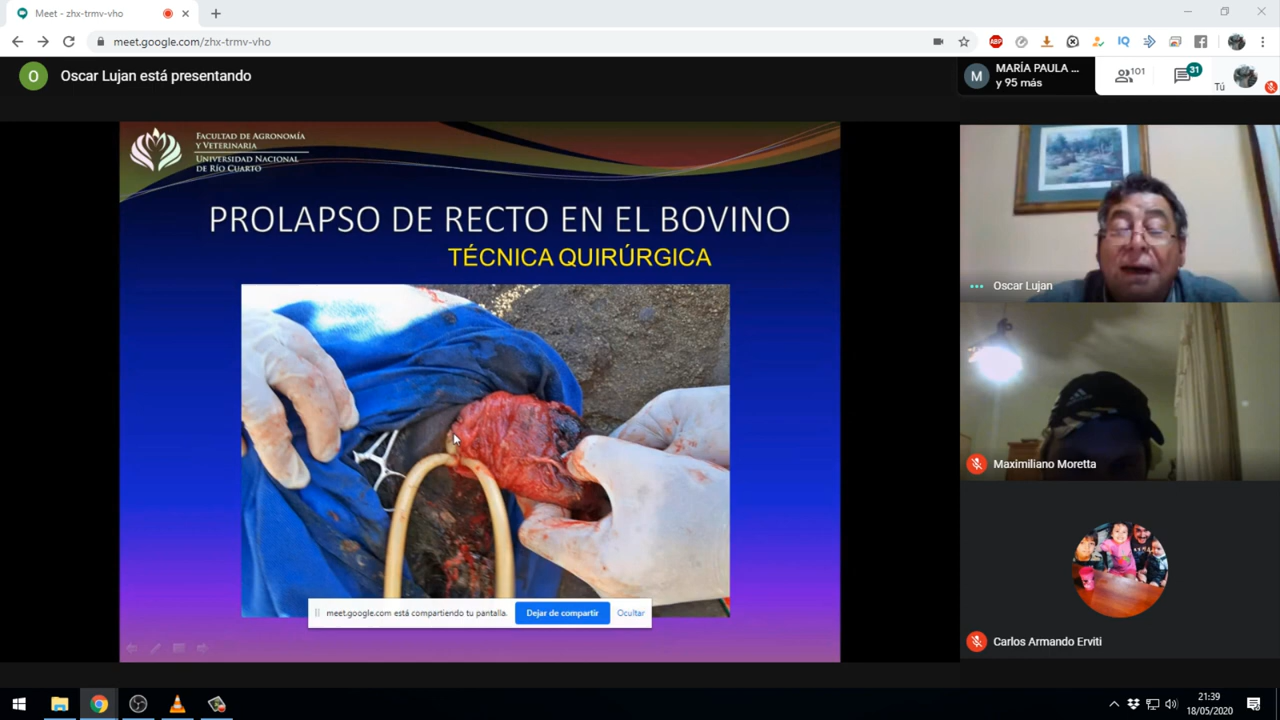 Meet - zhx-trmv-vho
meet.google.com/zhx-trmv-vho
ABP
IQ
O
Oscar Lujan está presentando
M
MARÍA PAULA ...
y 95 más
101
31
Tú
FACULTAD DE AGRONOMÍA
Y VETERINARIA
UNIVERSIDAD NACIONAL
DE RÍO CUARTO
PROLAPSO DE RECTO EN EL BOVINO
TÉCNICA QUIRÚRGICA
meet.google.com está compartiendo tu pantalla.
Dejar de compartir
Ocultar
Oscar Lujan
Maximiliano Moretta
Carlos Armando Erviti
21:39
18/05/2020